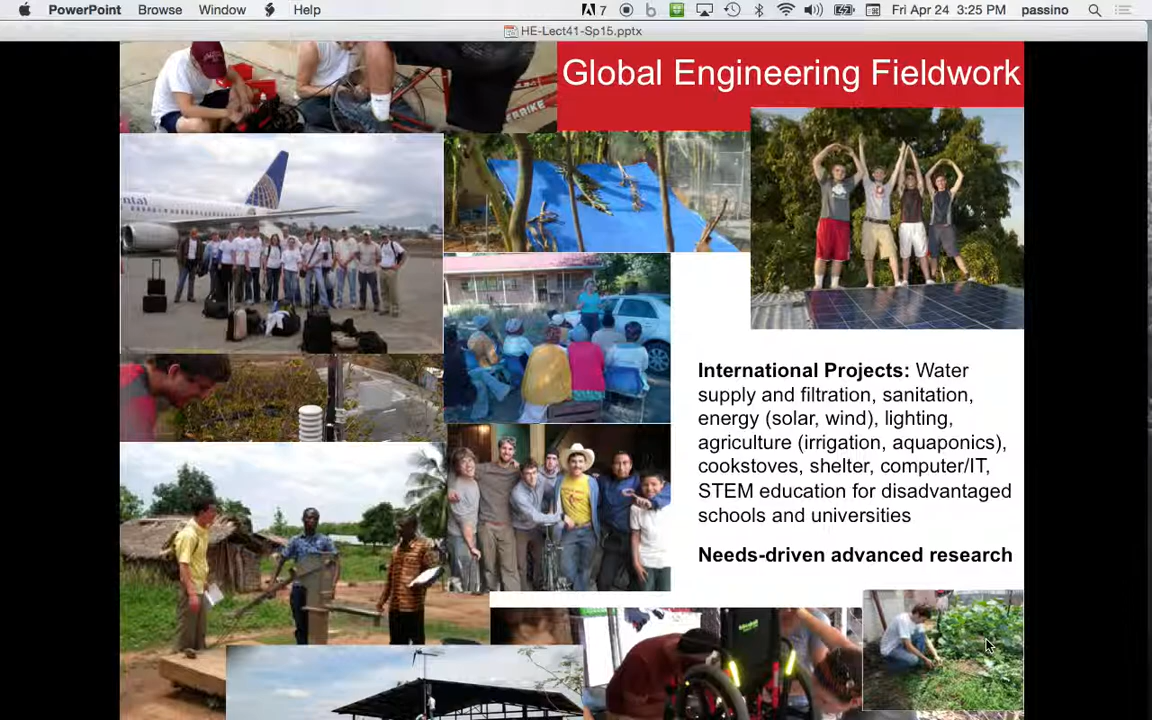 PowerPoint Browse Window Help 7 Fri Apr 24 3:25 PM passino
HE-Lect41-Sp15.pptx
Global Engineering Fieldwork
ntal
International Projects: Water
supply and filtration, sanitation,
energy (solar, wind), lighting,
agriculture (irrigation, aquaponics),
cookstoves, shelter, computer/IT,
STEM education for disadvantaged
schools and universities
Needs-driven advanced research